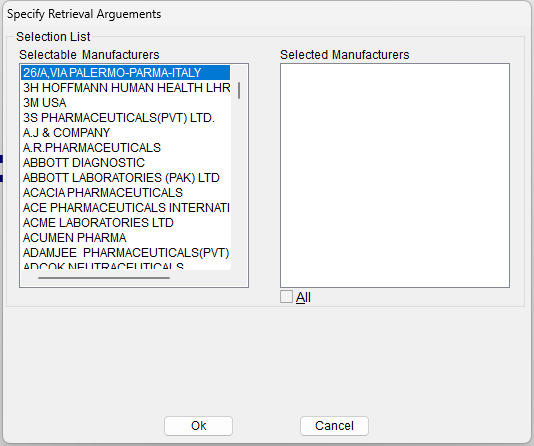 Specify Retrieval Arguements
Selection List
Selectable Manufacturers
Selected Manufacturers
26/A,VIA PALERMO-PARMA-ITALY
3H HOFFMANN HUMAN HEALTH LHR
3M USA
3S PHARMACEUTICALS(PVT) LTD.
A.J & COMPANY
A.R.PHARMACEUTICALS
ABBOTT DIAGNOSTIC
ABBOTT LABORATORIES (PAK) LTD
ACACIA PHARMACEUTICALS
ACE PHARMACEUTICALS INTERNATI
ACME LABORATORIES LTD
ACUMEN PHARMA
ADAMJEE PHARMACEUTICALS(PVT)
ADCOK NEUTRACEUTICALS
All
Ok
Cancel